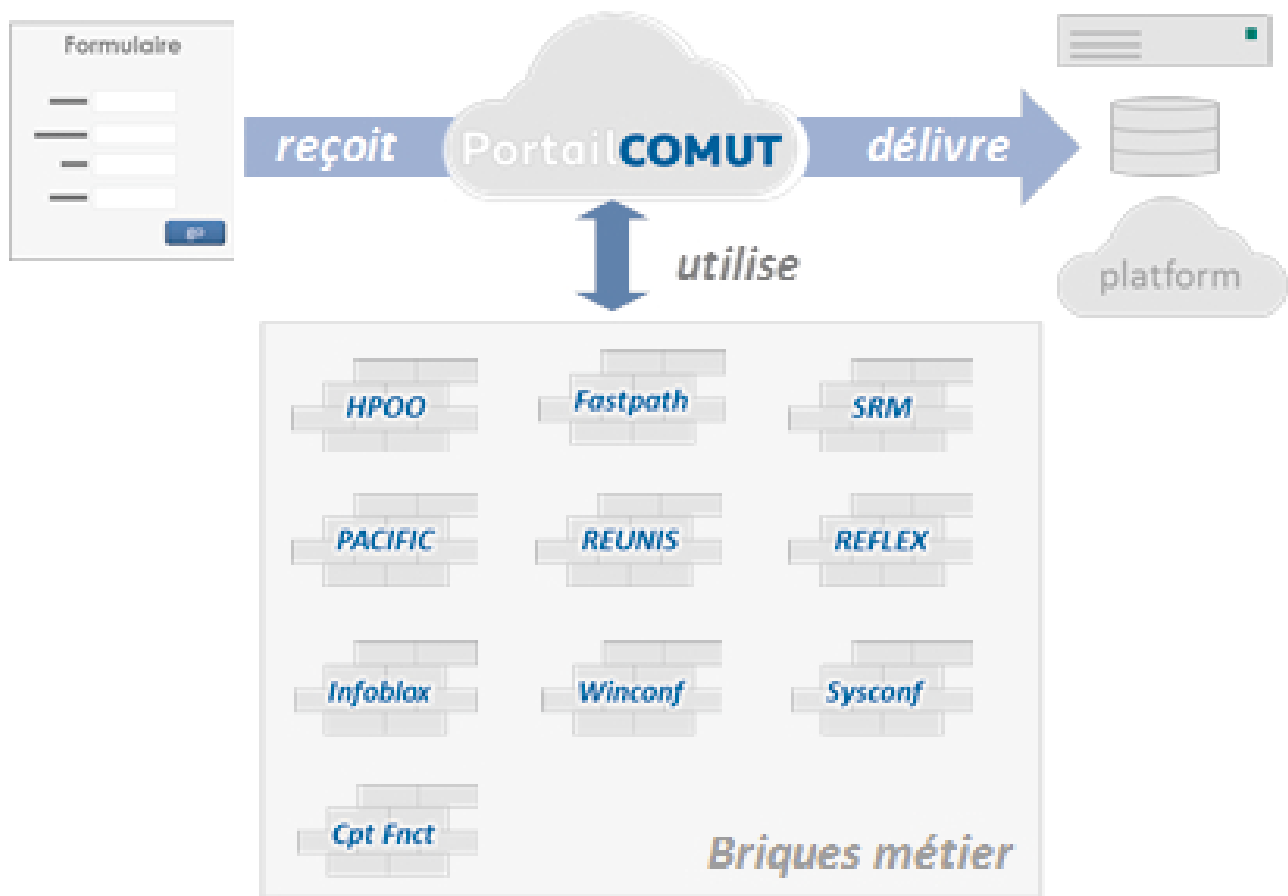 Formulaire
go
reçoit
PortailCOMUT
délivre
platform
utilise
HPOO
Fastpath
SRM
PACIFIC
REUNIS
REFLEX
Infoblox
Winconf
Sysconf
Cpt Fnct
Briques métier